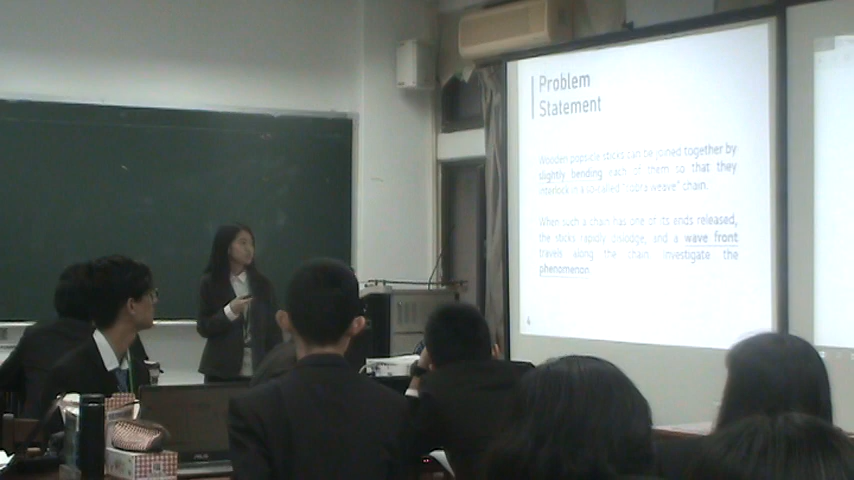 Problem
Statement
Wooden popsicle sticks can be joined together by
slightly bending each of them so that they
interlock in a so-called "cobra weave" chain.
When such a chain has one of its ends released,
the sticks rapidly dislodge, and a wave front
travels along the chain. Investigate the
phenomenon.
ASUS